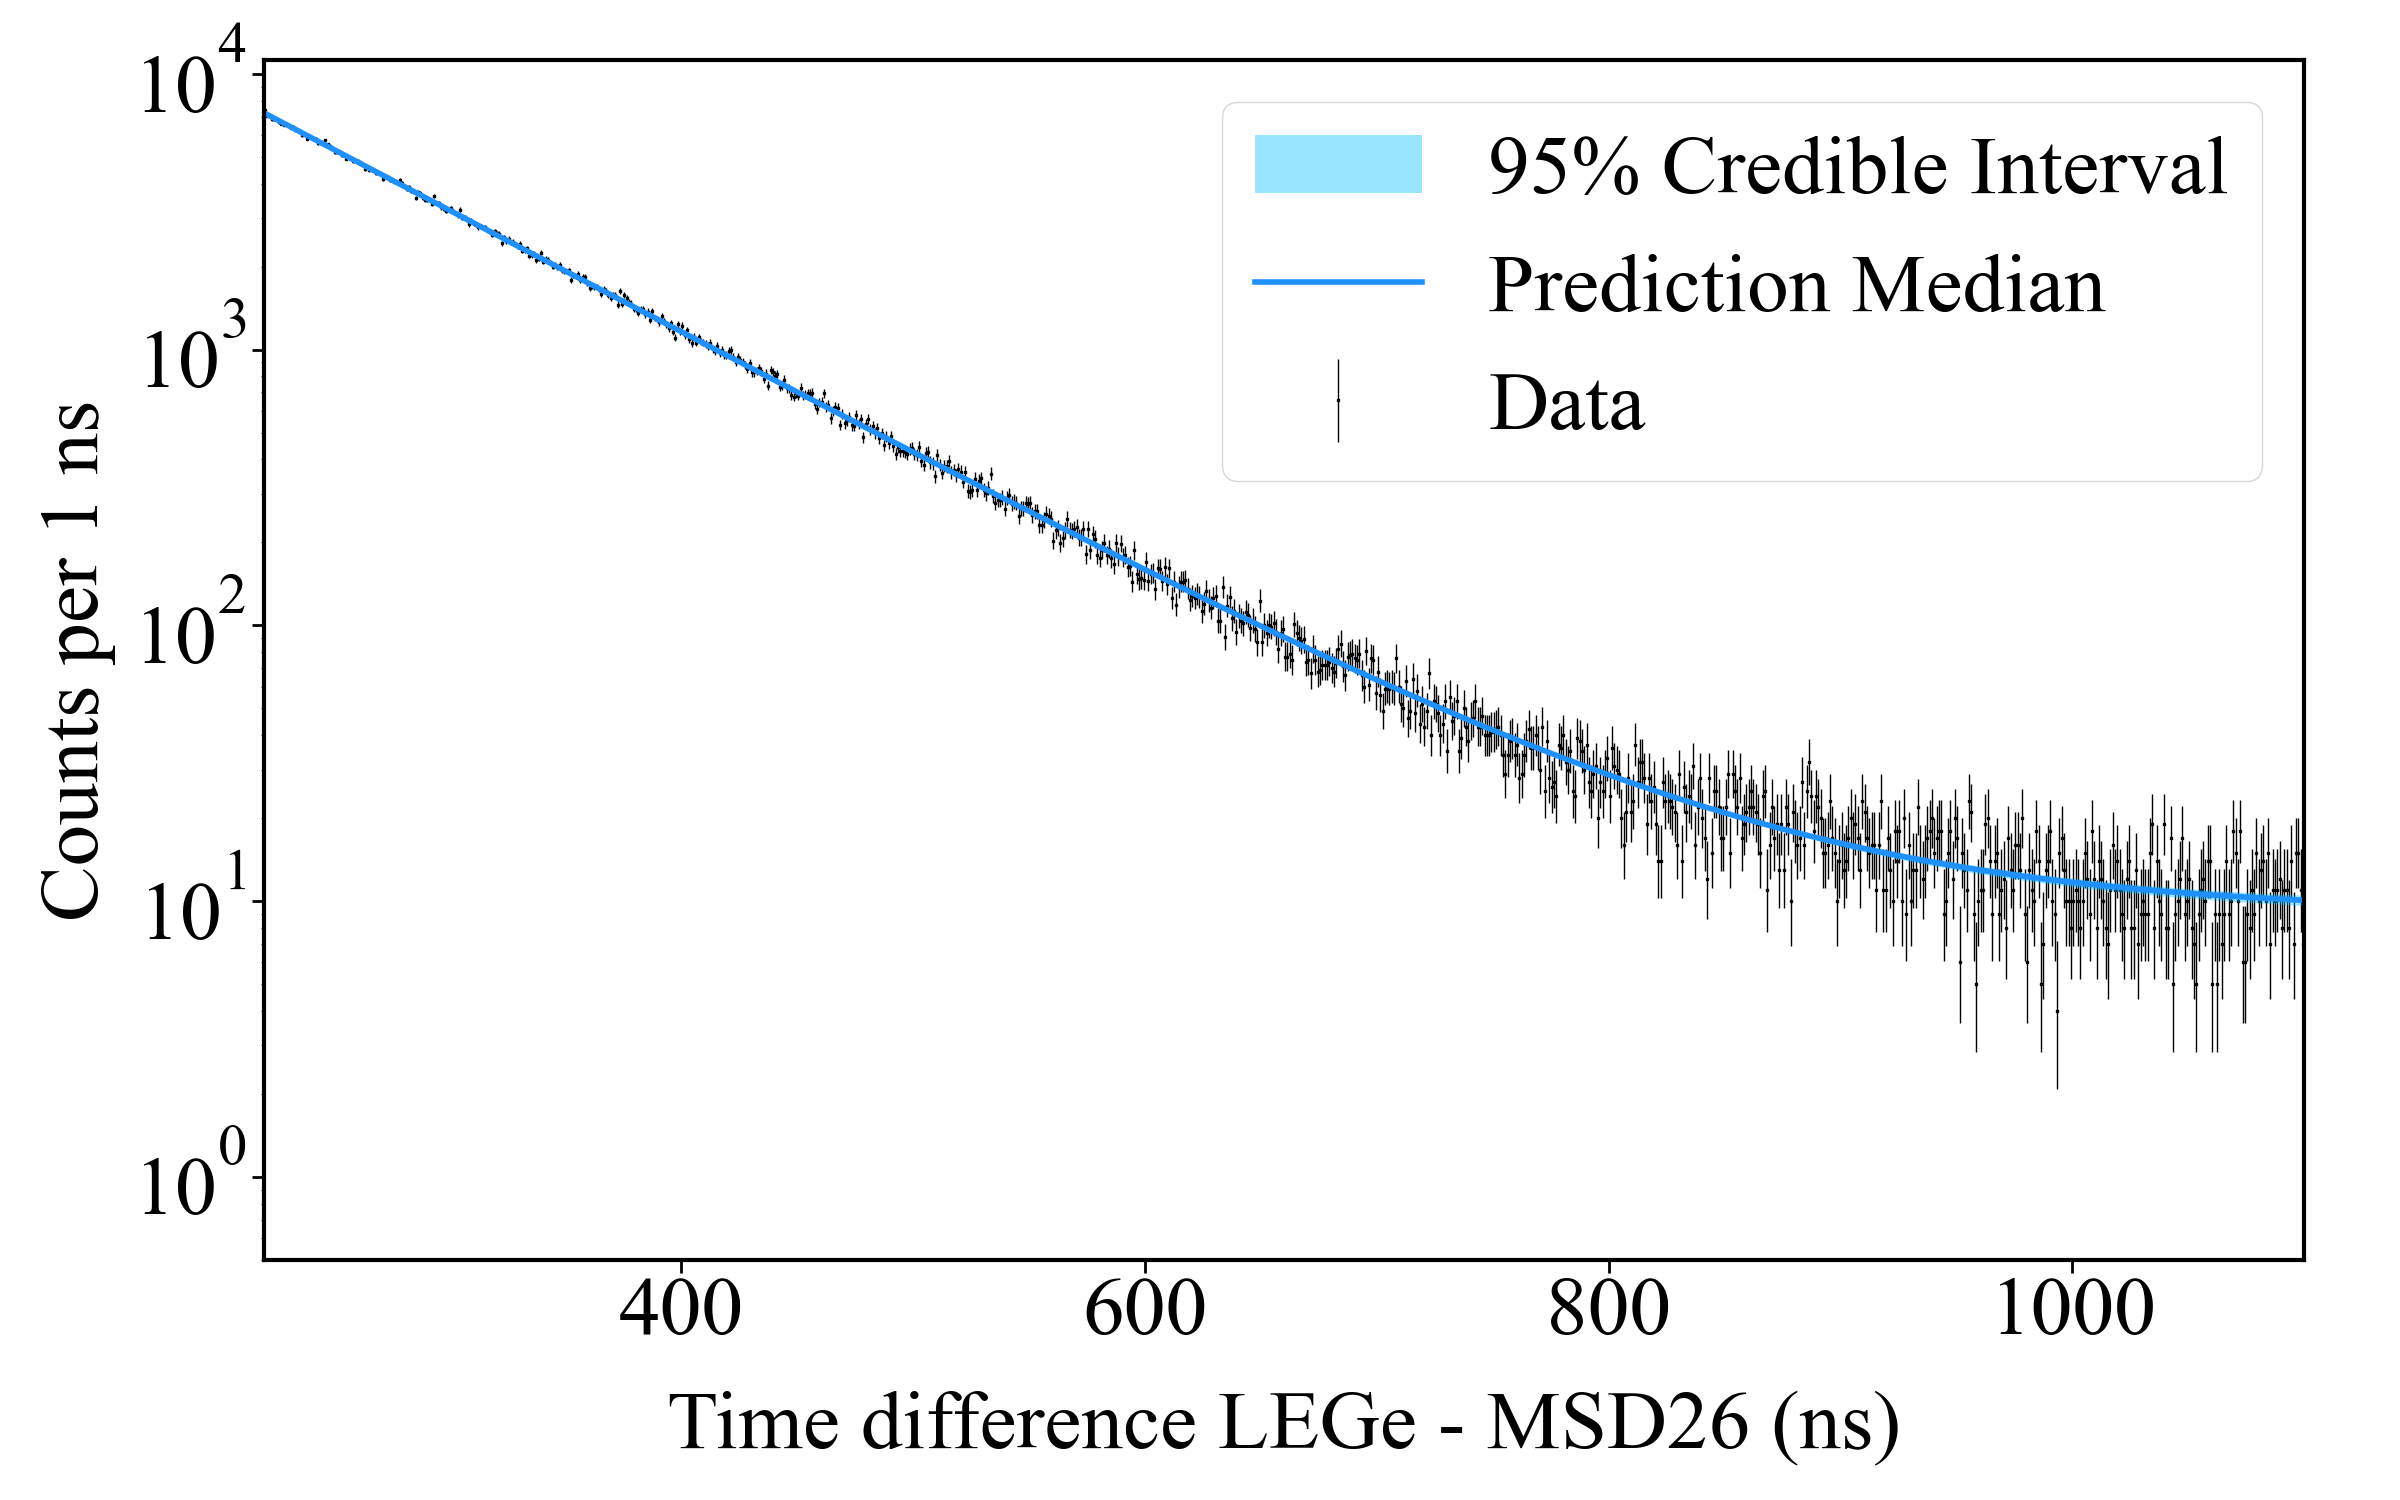 10^4
10^3
10^2
10^1
10^0
Counts per 1 ns
95% Credible Interval
Prediction Median
Data
400 600 800 1000
Time difference LEGe - MSD26 (ns)